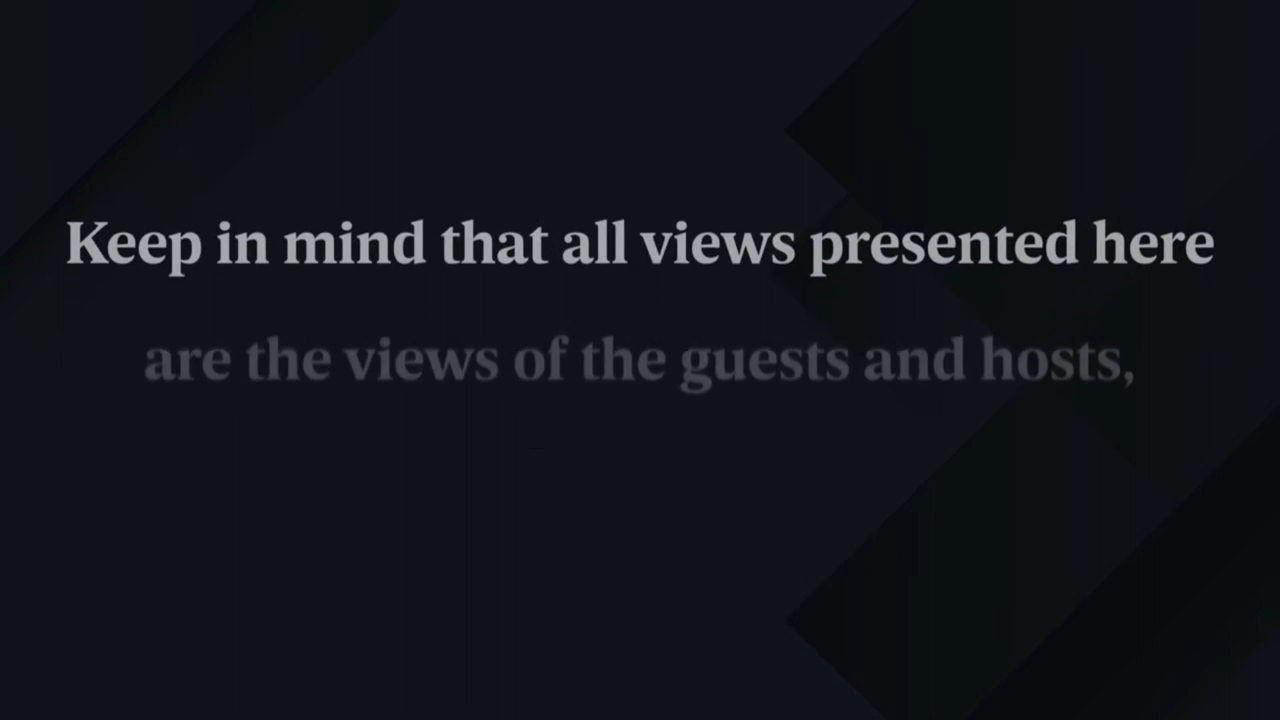 Keep in mind that all views presented here
are the views of the guests and hosts,